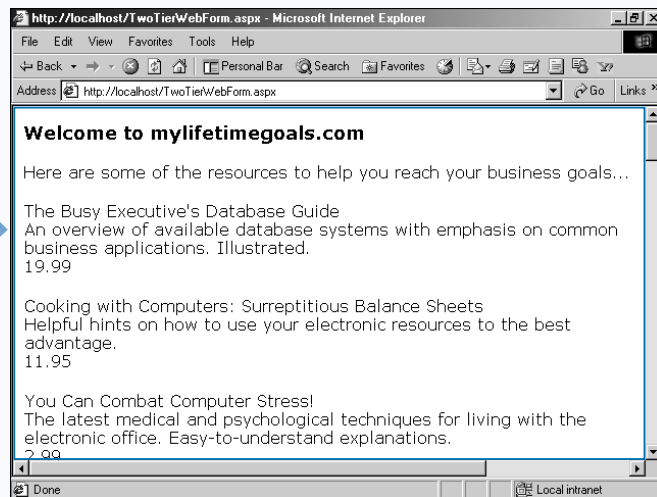 http://localhost/TwoTierWebForm.aspx - Microsoft Internet Explorer
File Edit View Favorites Tools Help
Back Personal Bar Search Favorites
Address http://localhost/TwoTierWebForm.aspx Go Links »
Welcome to mylifetimegoals.com
Here are some of the resources to help you reach your business goals...
The Busy Executive's Database Guide
An overview of available database systems with emphasis on common
business applications. Illustrated.
19.99
Cooking with Computers: Surreptitious Balance Sheets
Helpful hints on how to use your electronic resources to the best
advantage.
11.95
You Can Combat Computer Stress!
The latest medical and psychological techniques for living with the
electronic office. Easy-to-understand explanations.
2.99
Done Local intranet